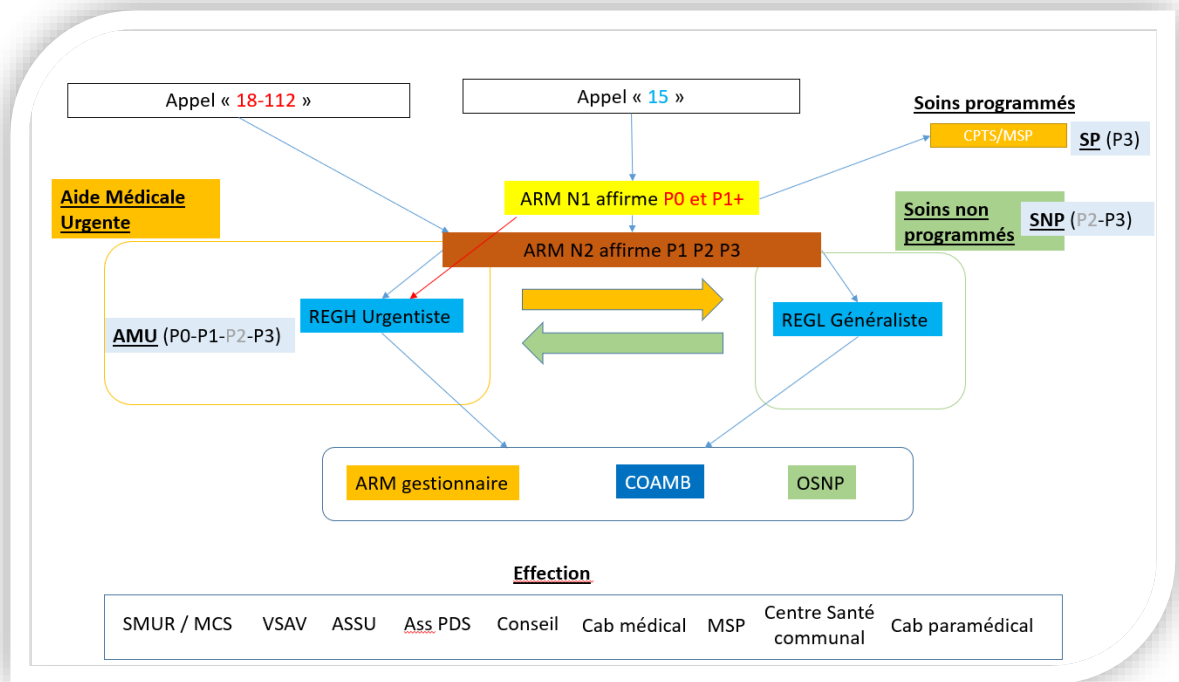 Appel « 18-112 »
Appel « 15 »
Soins programmés
CPTS/MSP
SP (P3)
ARM N1 affirme P0 et P1+
Aide Médicale
Urgente
Soins non
programmés
SNP (P2-P3)
ARM N2 affirme P1 P2 P3
REGH Urgentiste
REGL Généraliste
AMU (P0-P1-P2-P3)
ARM gestionnaire
COAMB
OSNP
Effection
SMUR / MCS
VSAV
ASSU
Ass PDS
Conseil
Cab médical
MSP
Centre Santé
communal
Cab paramédical